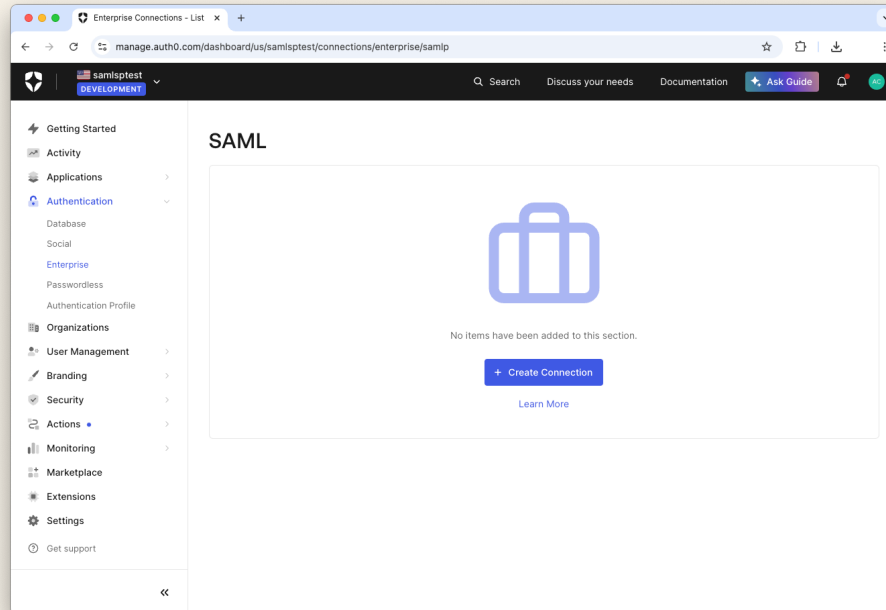 Enterprise Connections - List
manage.auth0.com/dashboard/us/samlsptest/connections/enterprise/samlp
samlsptest
DEVELOPMENT
Search
Discuss your needs
Documentation
Ask Guide
AC
Getting Started
Activity
Applications
Authentication
Database
Social
Enterprise
Passwordless
Authentication Profile
Organizations
User Management
Branding
Security
Actions
Monitoring
Marketplace
Extensions
Settings
Get support
SAML
No items have been added to this section.
+ Create Connection
Learn More